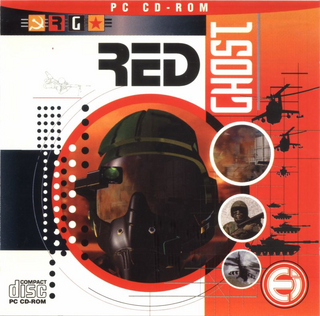 PC CD-ROM
RG
RED
GHOST
COMPACT
disc
PC CD-ROM